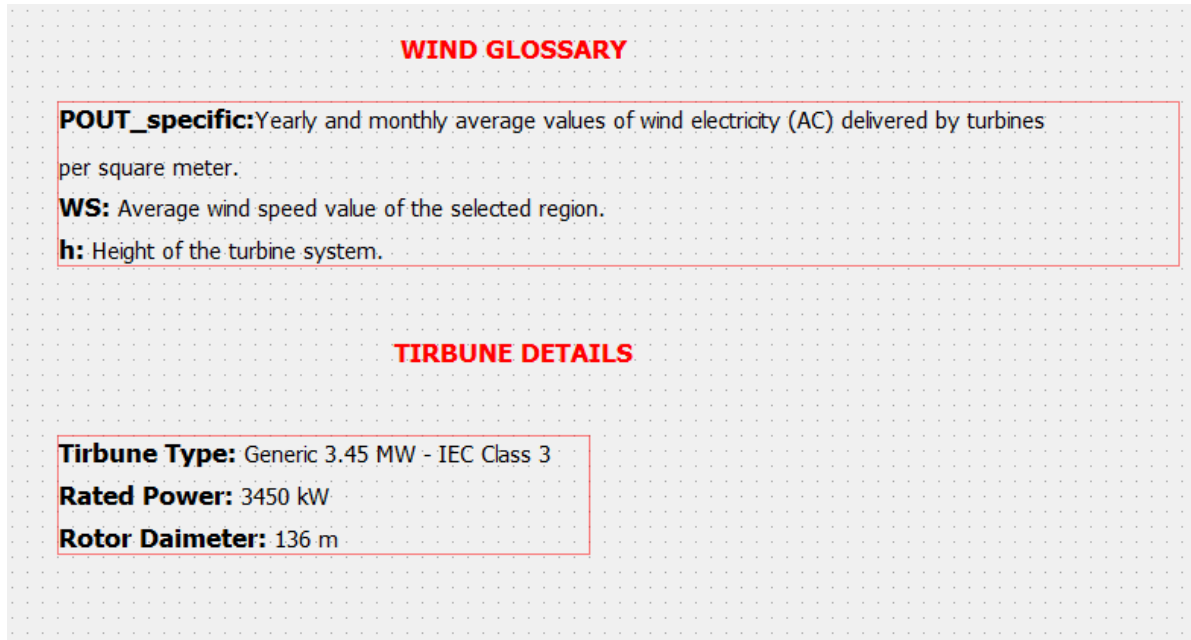 WIND GLOSSARY
POUT_specific:Yearly and monthly average values of wind electricity (AC) delivered by turbines
per square meter.
WS: Average wind speed value of the selected region.
h: Height of the turbine system.
TIRBUNE DETAILS
Tirbune Type: Generic 3.45 MW - IEC Class 3
Rated Power: 3450 kW
Rotor Daimeter: 136 m